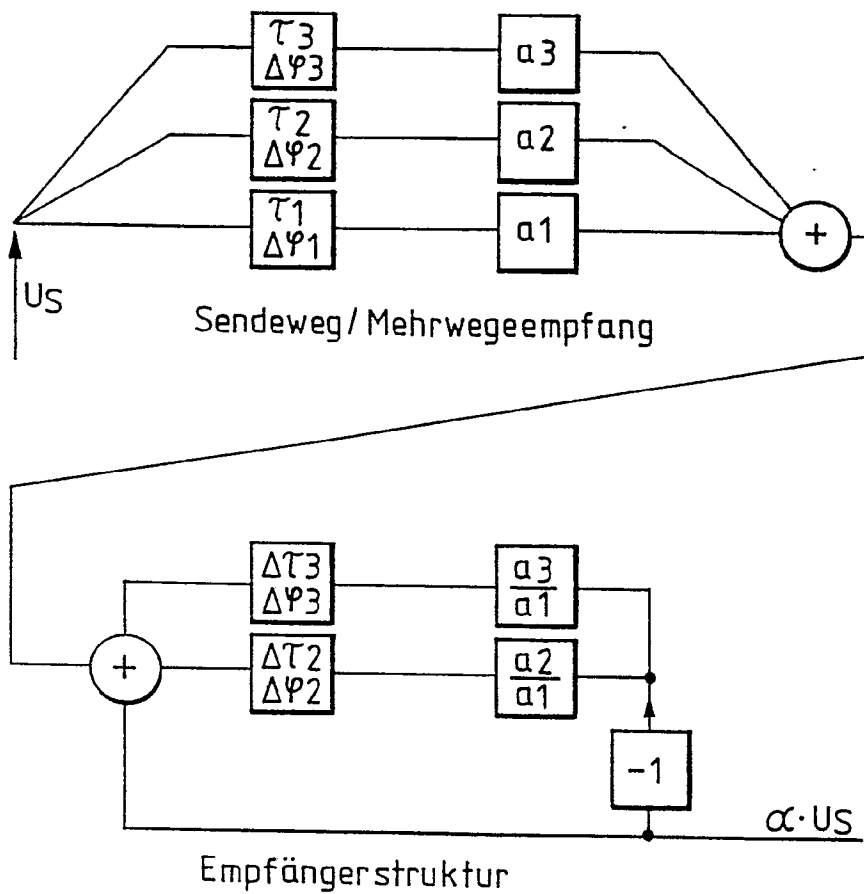 τ3
Δφ3
a3
τ2
Δφ2
a2
τ1
Δφ1
a1
+
US
Sendeweg/Mehrwegeempfang
Δτ3
Δφ3
a3
a1
+
Δτ2
Δφ2
a2
a1
-1
α·US
Empfängerstruktur